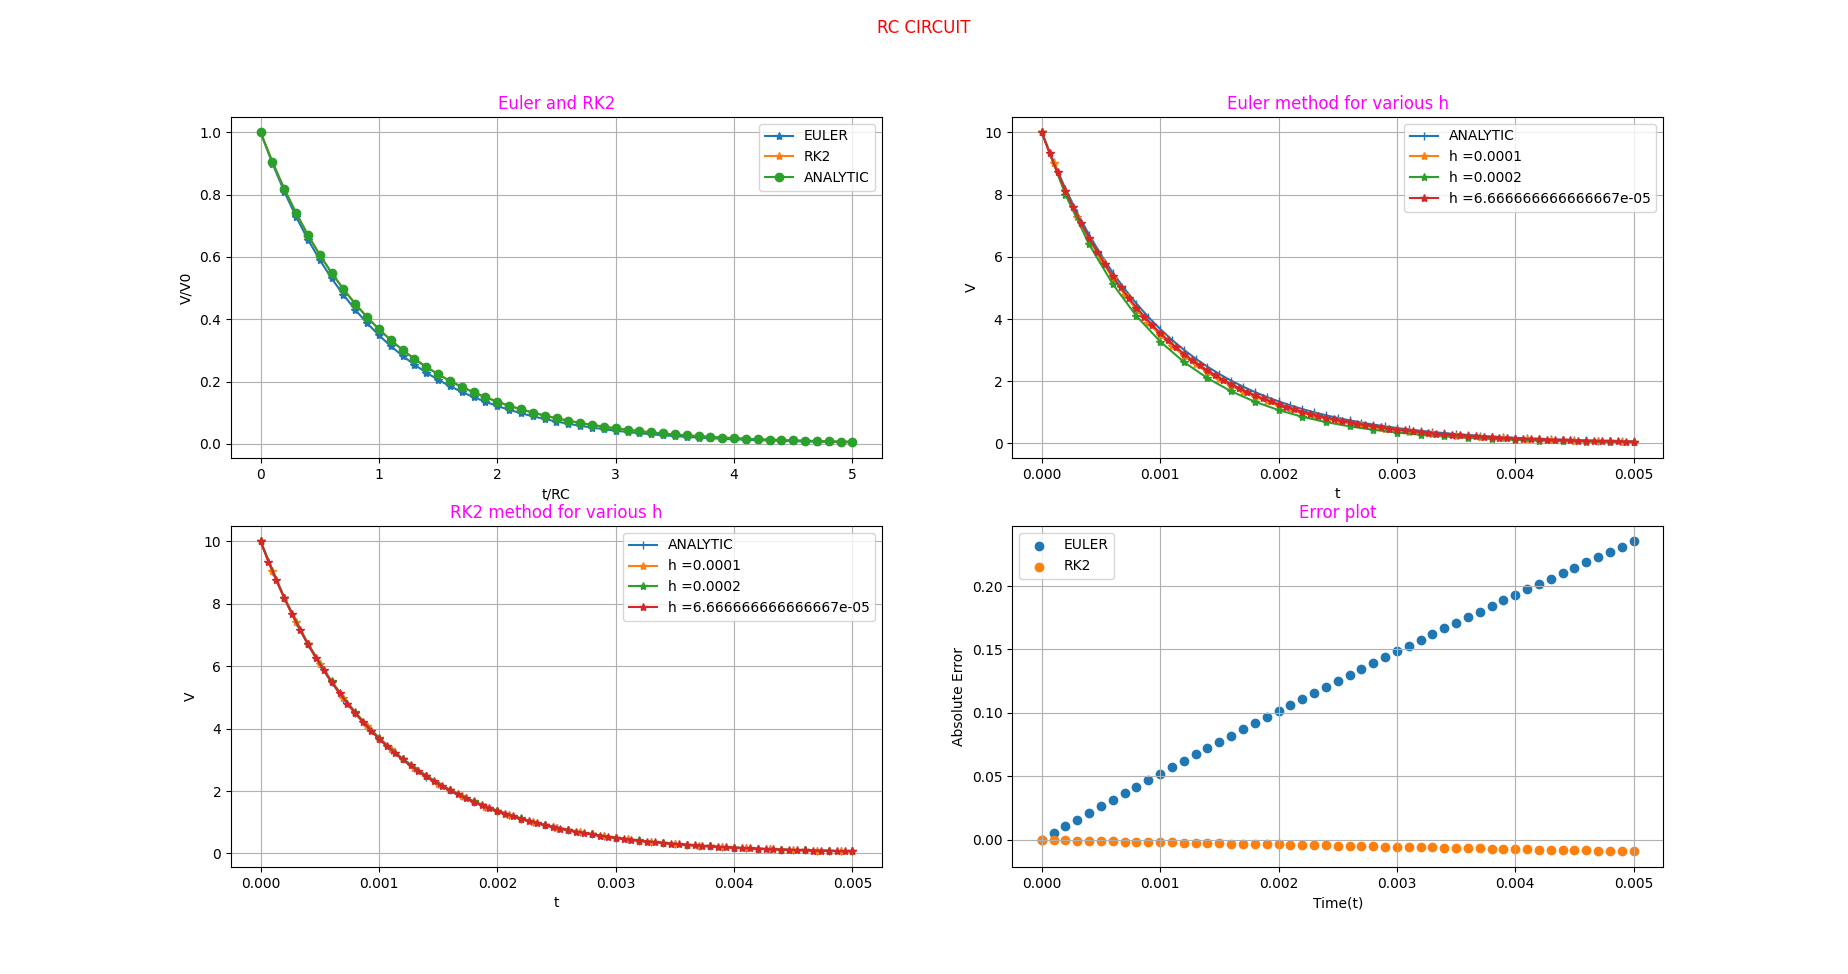 RC CIRCUIT
Euler and RK2
EULER
RK2
ANALYTIC
V/V0
1.0
0.8
0.6
0.4
0.2
0.0
0 1 2 3 4 5
t/RC
Euler method for various h
ANALYTIC
h =0.0001
h =0.0002
h =6.666666666666667e-05
V
10
8
6
4
2
0
0.000 0.001 0.002 0.003 0.004 0.005
t
RK2 method for various h
ANALYTIC
h =0.0001
h =0.0002
h =6.666666666666667e-05
V
10
8
6
4
2
0
0.000 0.001 0.002 0.003 0.004 0.005
t
Error plot
EULER
RK2
Absolute Error
0.20
0.15
0.10
0.05
0.00
0.000 0.001 0.002 0.003 0.004 0.005
Time(t)